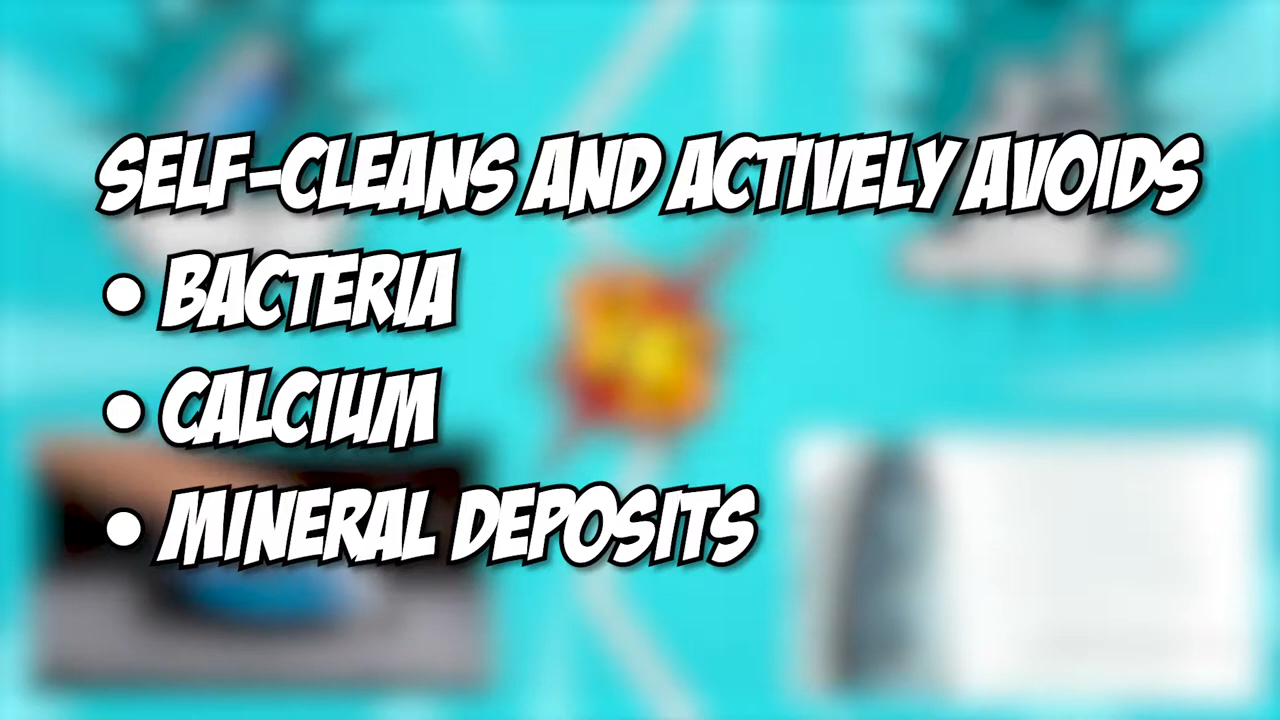 SELF-CLEANS AND ACTIVELY AVOIDS
• BACTERIA
• CALCIUM
• MINERAL DEPOSITS